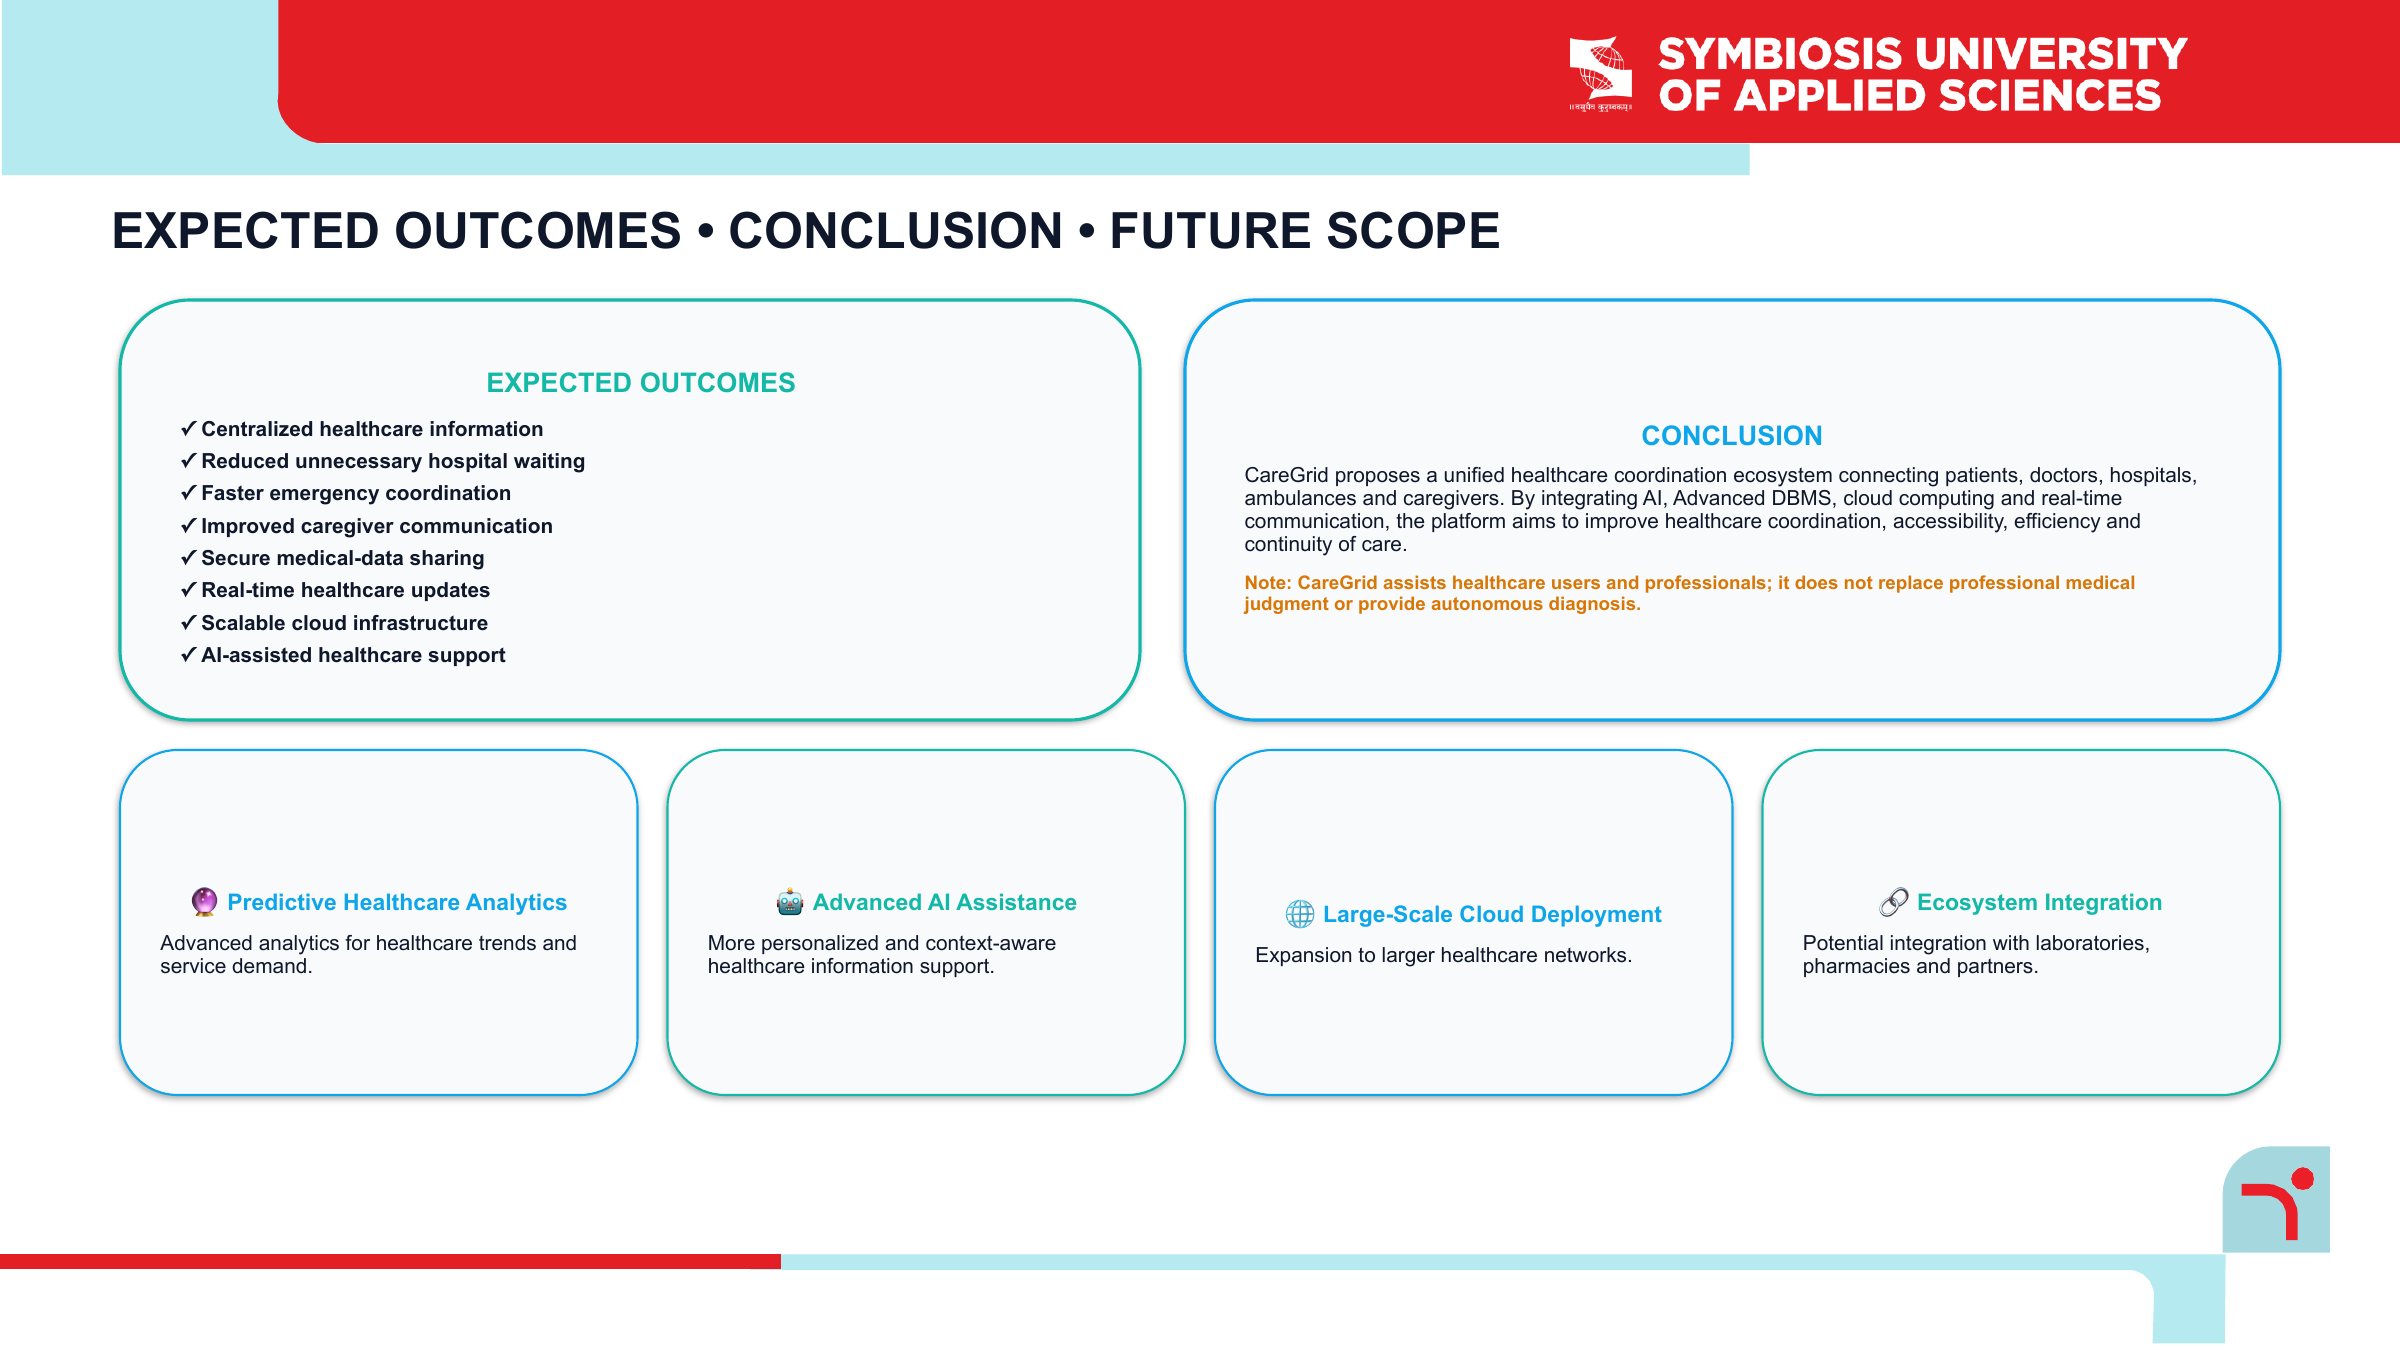 SYMBIOSIS UNIVERSITY
OF APPLIED SCIENCES
॥वसुधैव कुटुम्बकम्॥
EXPECTED OUTCOMES • CONCLUSION • FUTURE SCOPE
EXPECTED OUTCOMES
✓ Centralized healthcare information
✓ Reduced unnecessary hospital waiting
✓ Faster emergency coordination
✓ Improved caregiver communication
✓ Secure medical-data sharing
✓ Real-time healthcare updates
✓ Scalable cloud infrastructure
✓ AI-assisted healthcare support
CONCLUSION
CareGrid proposes a unified healthcare coordination ecosystem connecting patients, doctors, hospitals,
ambulances and caregivers. By integrating AI, Advanced DBMS, cloud computing and real-time
communication, the platform aims to improve healthcare coordination, accessibility, efficiency and
continuity of care.
Note: CareGrid assists healthcare users and professionals; it does not replace professional medical
judgment or provide autonomous diagnosis.
🔮 Predictive Healthcare Analytics
Advanced analytics for healthcare trends and
service demand.
🤖 Advanced AI Assistance
More personalized and context-aware
healthcare information support.
🌐 Large-Scale Cloud Deployment
Expansion to larger healthcare networks.
🔗 Ecosystem Integration
Potential integration with laboratories,
pharmacies and partners.